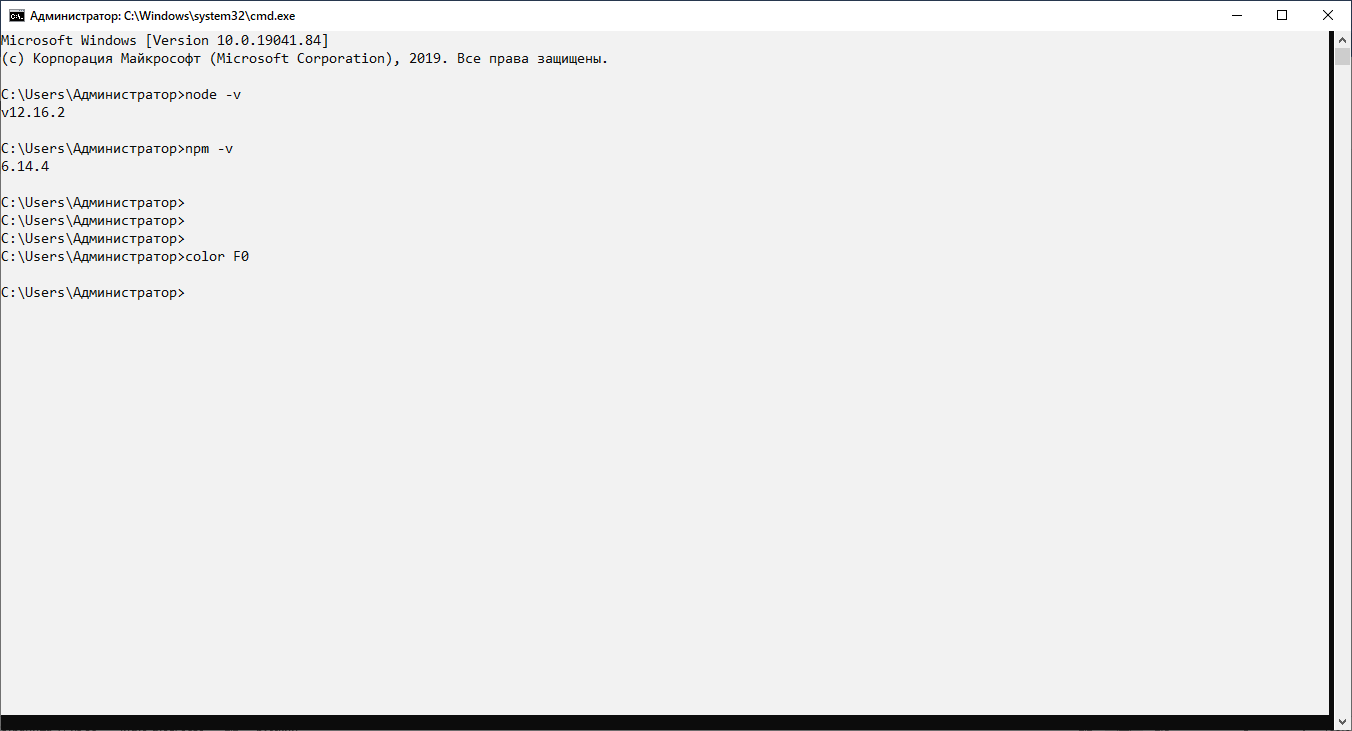 Администратор: C:\Windows\system32\cmd.exe
Microsoft Windows [Version 10.0.19041.84]
(c) Корпорация Майкрософт (Microsoft Corporation), 2019. Все права защищены.
C:\Users\Администратор>node -v
v12.16.2
C:\Users\Администратор>npm -v
6.14.4
C:\Users\Администратор>
C:\Users\Администратор>
C:\Users\Администратор>
C:\Users\Администратор>color F0
C:\Users\Администратор>